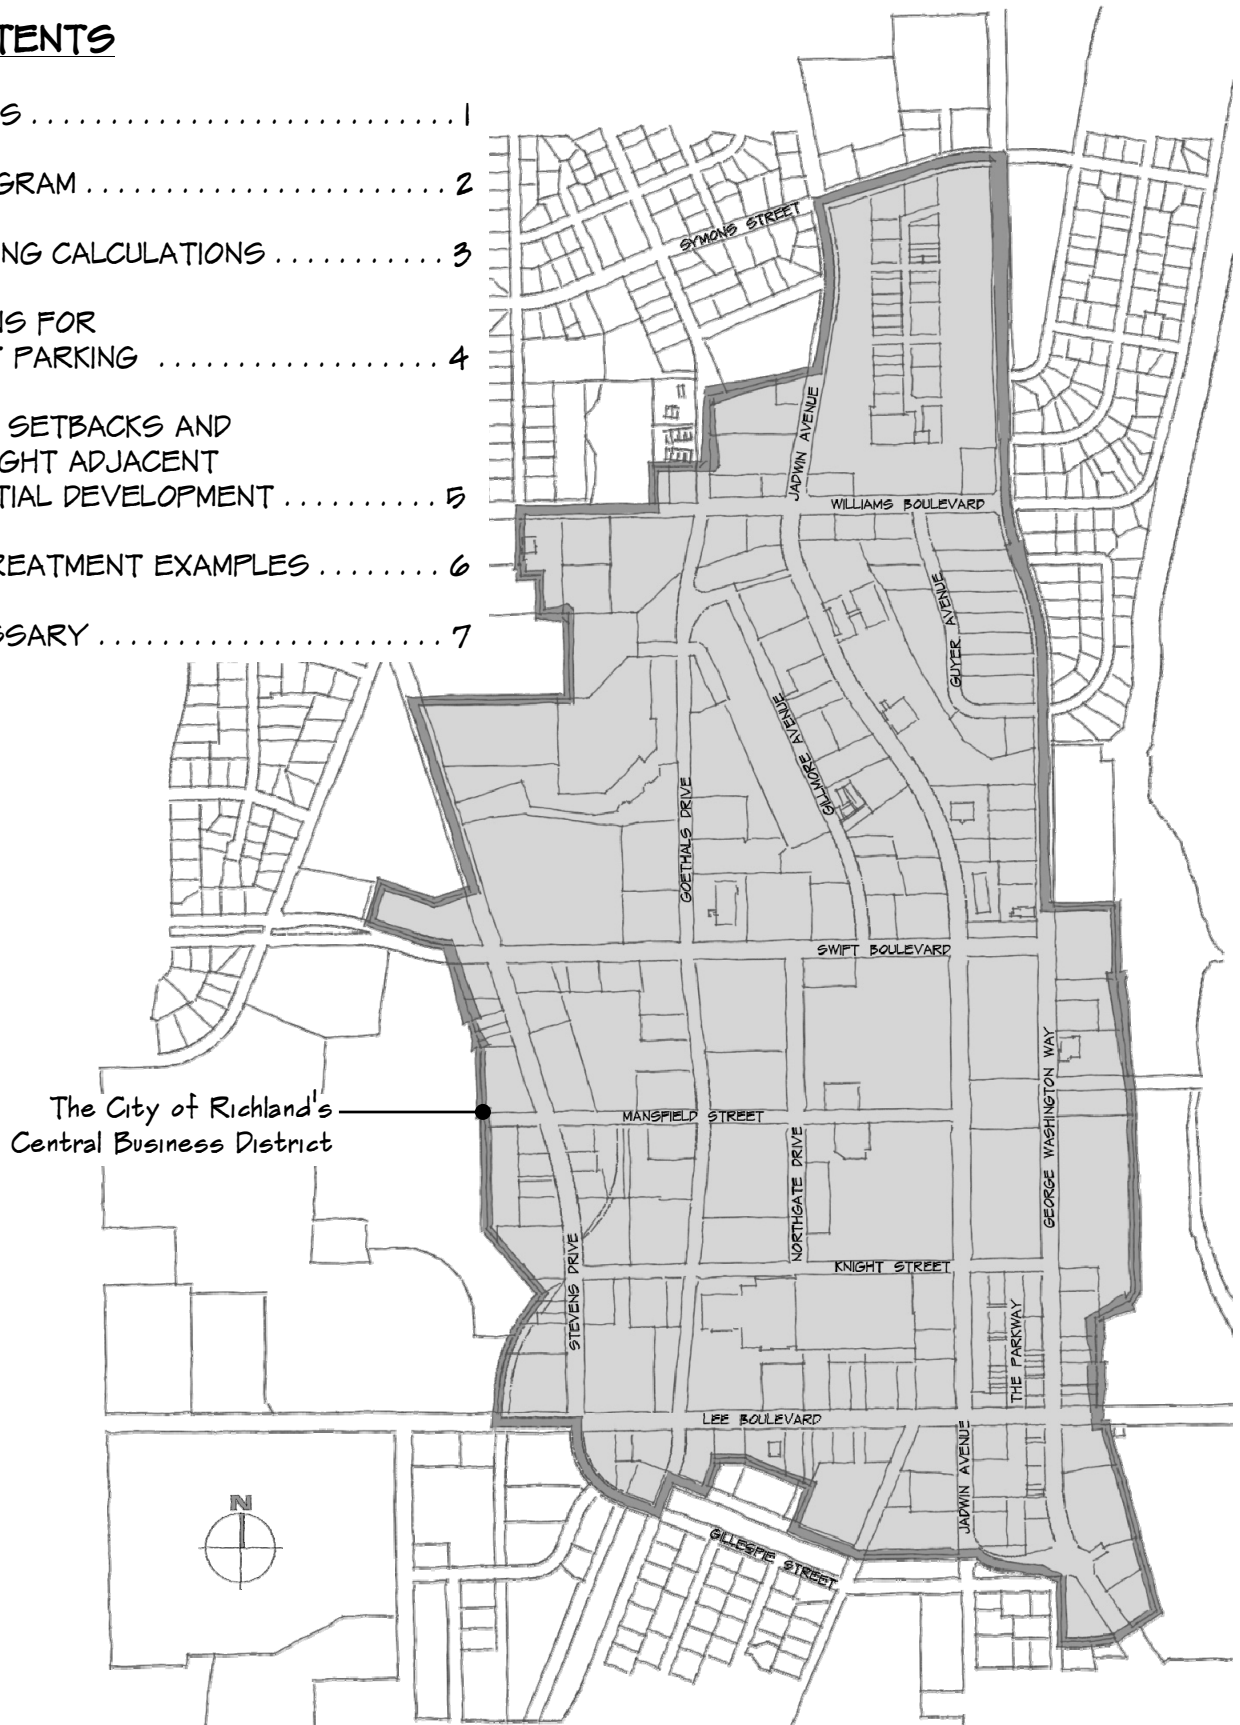 TENTS
S ........................... 1
GRAM ....................... 2
NG CALCULATIONS ........... 3
NS FOR
T PARKING .................. 4
SETBACKS AND
IGHT ADJACENT
TIAL DEVELOPMENT .......... 5
REATMENT EXAMPLES ........ 6
SSARY ...................... 7
SYMONS STREET
JADWIN AVENUE
WILLIAMS BOULEVARD
GUYER AVENUE
GILLMORE AVENUE
GOETHALS DRIVE
SWIFT BOULEVARD
GEORGE WASHINGTON WAY
The City of Richland's
Central Business District
MANSFIELD STREET
NORTHGATE DRIVE
STEVENS DRIVE
KNIGHT STREET
THE PARKWAY
LEE BOULEVARD
JADWIN AVENUE
GILLESPIE STREET
N